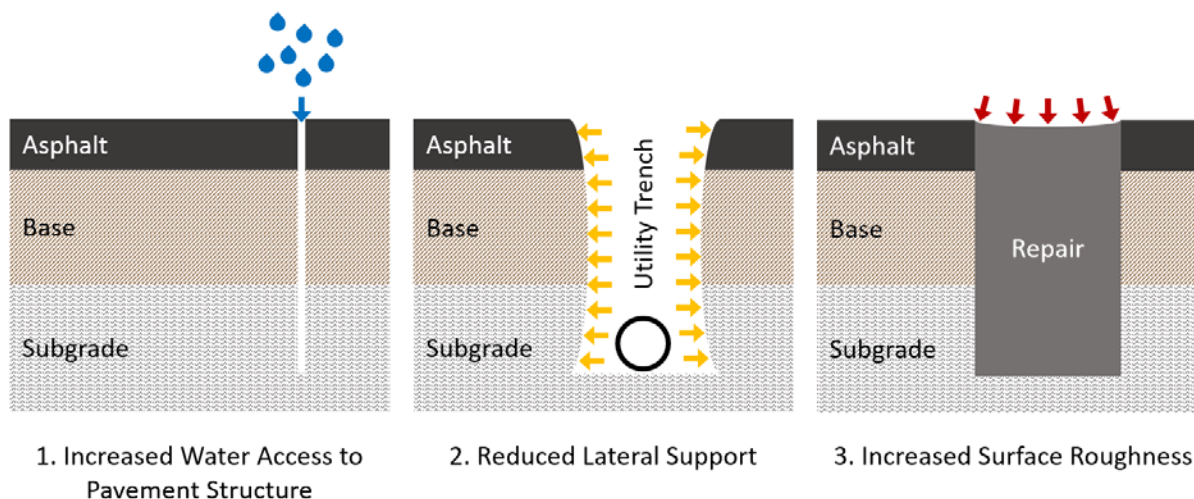 Asphalt
Base
Subgrade
1. Increased Water Access to
Pavement Structure
Asphalt
Base
Subgrade
Utility Trench
2. Reduced Lateral Support
Asphalt
Base
Subgrade
Repair
3. Increased Surface Roughness